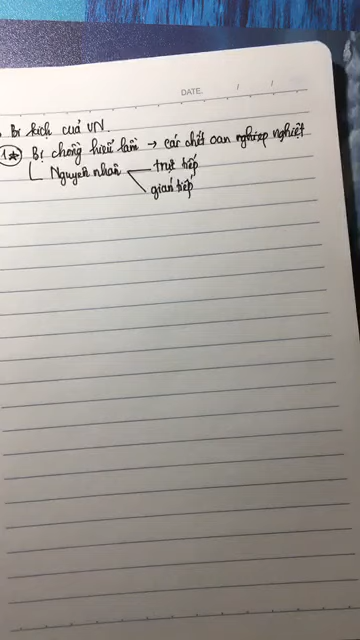 DATE. / /
Bi kịch của VN.
1* Bị chồng hiểu lầm → cái chết oan nghiệt
Nguyên nhân trực tiếp
gián tiếp